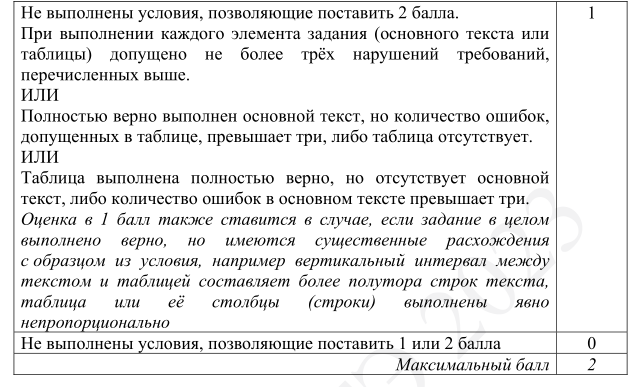 Не выполнены условия, позволяющие поставить 2 балла. 1
При выполнении каждого элемента задания (основного текста или
таблицы) допущено не более трёх нарушений требований,
перечисленных выше.
ИЛИ
Полностью верно выполнен основной текст, но количество ошибок,
допущенных в таблице, превышает три, либо таблица отсутствует.
ИЛИ
Таблица выполнена полностью верно, но отсутствует основной
текст, либо количество ошибок в основном тексте превышает три.
Оценка в 1 балл также ставится в случае, если задание в целом
выполнено верно, но имеются существенные расхождения
с образцом из условия, например вертикальный интервал между
текстом и таблицей составляет более полутора строк текста,
таблица или её столбцы (строки) выполнены явно
непропорционально
Не выполнены условия, позволяющие поставить 1 или 2 балла 0
Максимальный балл 2
2023